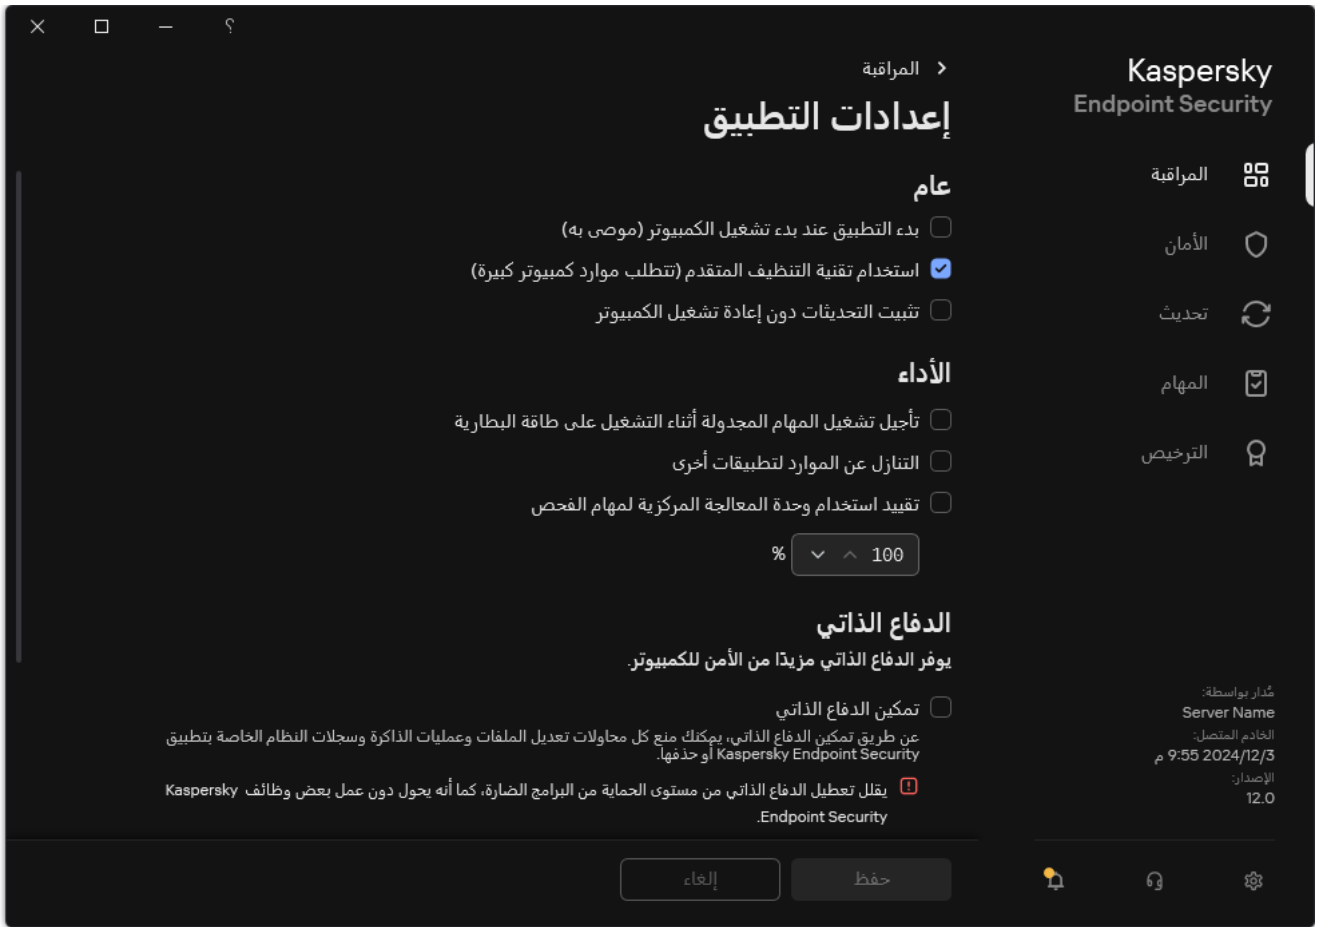 Kaspersky
Endpoint Security
المراقبة
الأمان
تحديث
المهام
الترخيص
مُدار بواسطة:
Server Name
الخادم المتصل:
2024/12/3 9:55 م
الإصدار:
12.0
المراقبة
إعدادات التطبيق
عام
بدء التطبيق عند بدء تشغيل الكمبيوتر (موصى به)
استخدام تقنية التنظيف المتقدم (تتطلب موارد كمبيوتر كبيرة)
تثبيت التحديثات دون إعادة تشغيل الكمبيوتر
الأداء
تأجيل تشغيل المهام المجدولة أثناء التشغيل على طاقة البطارية
التنازل عن الموارد لتطبيقات أخرى
تقييد استخدام وحدة المعالجة المركزية لمهام الفحص
100 %
الدفاع الذاتي
يوفر الدفاع الذاتي مزيدًا من الأمن للكمبيوتر.
تمكين الدفاع الذاتي
عن طريق تمكين الدفاع الذاتي، يمكنك منع كل محاولات تعديل الملفات وعمليات الذاكرة وسجلات النظام الخاصة بتطبيق
Kaspersky Endpoint Security أو حذفها.
يقلل تعطيل الدفاع الذاتي من مستوى الحماية من البرامج الضارة، كما أنه يحول دون عمل بعض وظائف Kaspersky
Endpoint Security.
حفظ
إلغاء